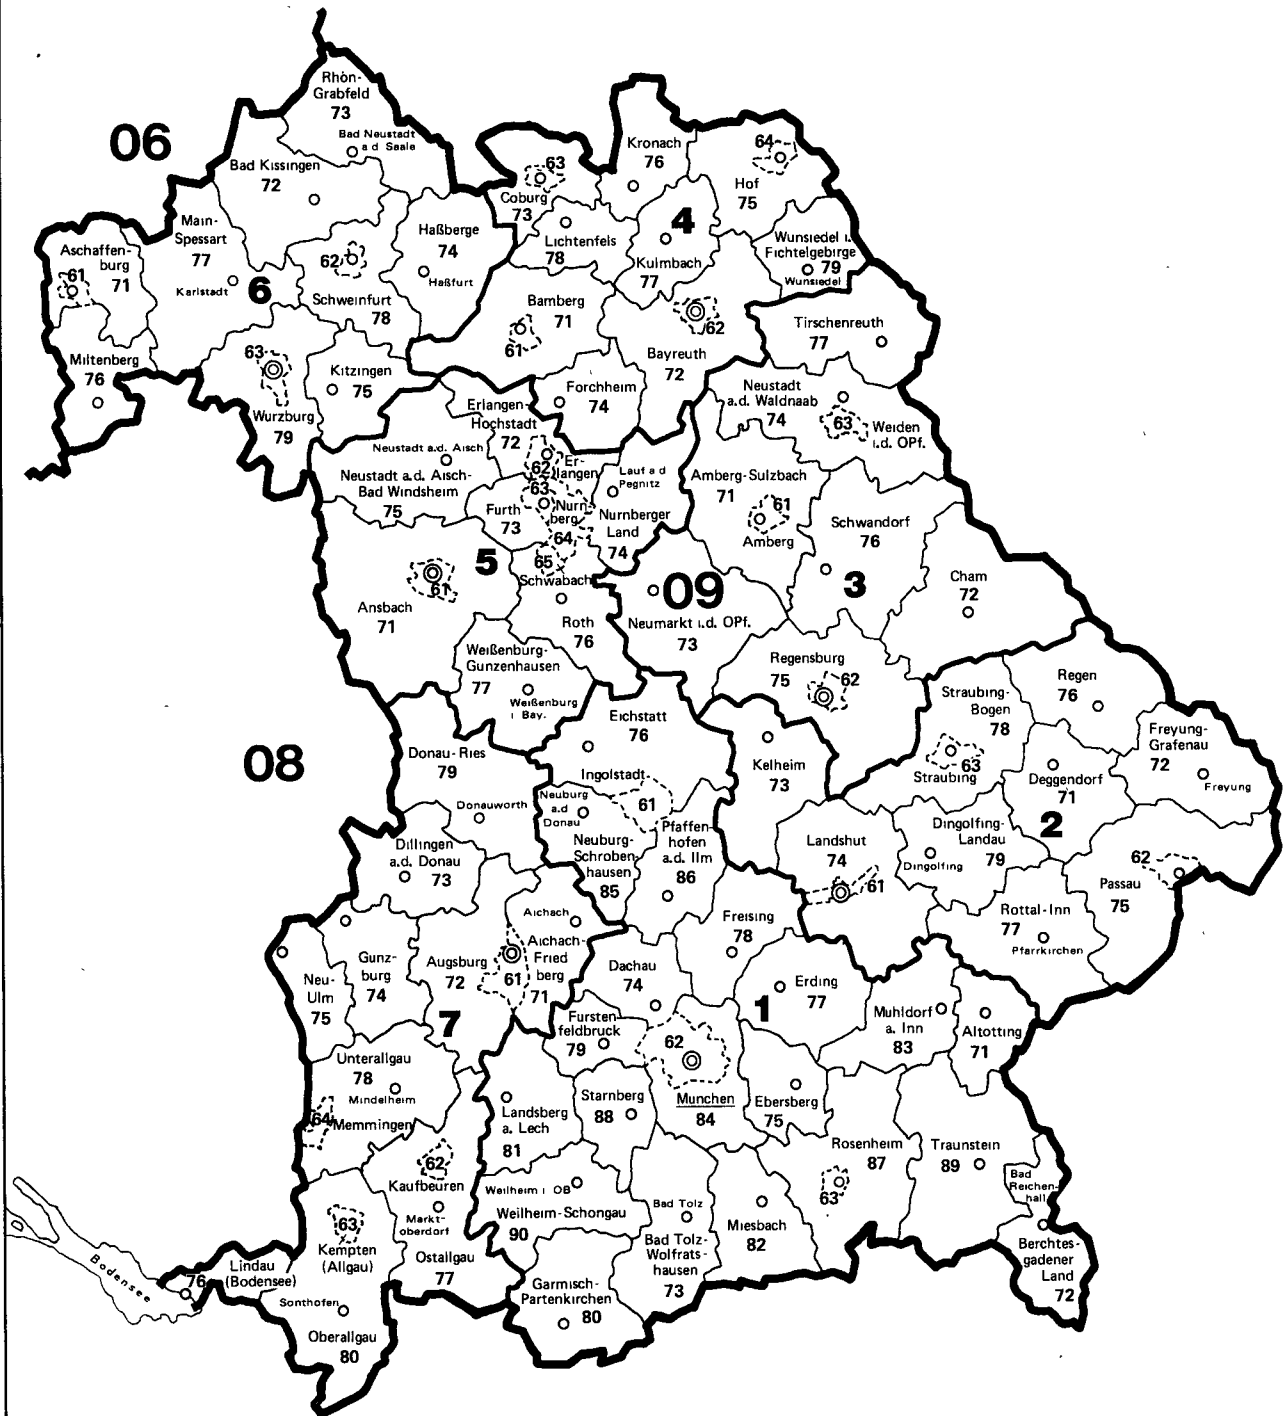 Rhön-
Grabfeld
73
Bad Neustadt
a d Saale
06
Bad Kissingen
72
Main-
Spessart
77
Karlstadt
6
Aschaffen-
burg
61
71
Miltenberg
76
62
Schweinfurt
78
Haßberge
74
Haßfurt
63
Wurzburg
79
Kitzingen
75
63
Coburg
73
Kronach
76
64
Hof
75
Lichtenfels
78
4
Kulmbach
77
Wunsiedel i.
Fichtelgebirge
79
Wunsiedel
Bamberg
71
61
62
Bayreuth
72
Forchheim
74
Tirschenreuth
77
Neustadt
a.d. Waldnaab
74
63
Weiden
i.d. OPf.
Erlangen-
Hochstadt
72
62
Er-
langen
Neustadt a.d. Aisch
Neustadt a.d. Aisch-
Bad Windsheim
75
Furth
73
63
Nurn-
berg
64
Lauf a d
Pegnitz
Nurnberger
Land
74
65
Schwabach
5
61
Ansbach
71
Roth
76
Weißenburg-
Gunzenhausen
77
Weißenburg
i Bay.
Amberg-Sulzbach
71
61
Amberg
Schwandorf
76
3
Cham
72
09
Neumarkt i.d. OPf.
73
Regensburg
75
62
Straubing-
Bogen
78
63
Straubing
Regen
76
Freyung-
Grafenau
72
Freyung
Deggendorf
71
2
Kelheim
73
Landshut
74
61
Dingolfing-
Landau
79
Dingolfing
Rottal-Inn
77
Pfarrkirchen
Passau
75
62
08
Donau-Ries
79
Donauworth
Eichstatt
76
Ingolstadt
61
Neuburg
a.d
Donau
Neuburg-
Schroben-
hausen
85
Pfaffen-
hofen
a.d. Ilm
86
Dillingen
a.d. Donau
73
Aichach
Aichach-
Fried
berg
71
Augsburg
72
61
Gunz-
burg
74
Neu-
Ulm
75
7
Freising
78
Dachau
74
1
Erding
77
Muhldorf
a. Inn
83
Altotting
71
Fursten
feldbruck
79
62
Munchen
84
Ebersberg
75
Unterallgau
78
Mindelheim
64
Memmingen
Landsberg
a. Lech
81
Starnberg
88
Rosenheim
87
63
Traunstein
89
Bad
Reichen-
hall
Berchtes-
gadener
Land
72
62
Kaufbeuren
Markt-
oberdorf
Ostallgau
77
63
Kempten
(Allgau)
Weilheim i OB
Weilheim-Schongau
90
Bad Tolz
Bad Tolz-
Wolfrats-
hausen
73
Miesbach
82
Garmisch-
Partenkirchen
80
Bodensee
76
Lindau
(Bodensee)
Sonthofen
Oberallgau
80